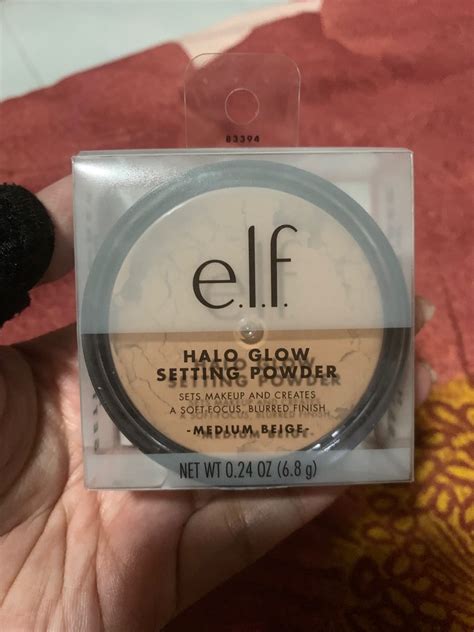 83394
e.l.f.
HALO GLOW
SETTING POWDER
SETS MAKEUP AND CREATES
A SOFT FOCUS, BLURRED FINISH
-MEDIUM BEIGE-
NET WT 0.24 OZ (6.8 g)